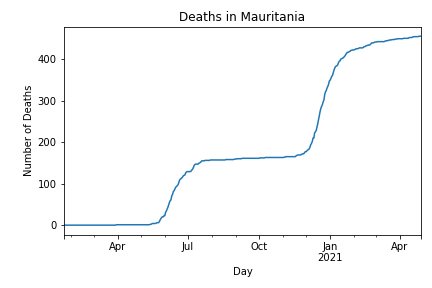 Deaths in Mauritania
Number of Deaths
400
300
200
100
0
Apr Jul Oct Jan Apr
2021
Day